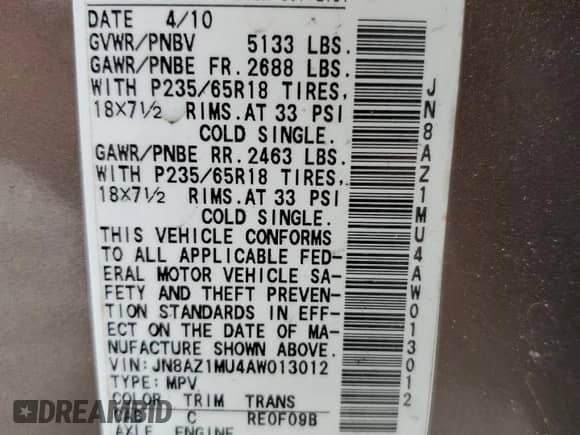 DATE 4/10
GVWR/PNBV 5133 LBS.
GAWR/PNBE FR. 2688 LBS.
WITH P235/65R18 TIRES,
18X7½ RIMS.AT 33 PSI
COLD SINGLE.
GAWR/PNBE RR. 2463 LBS.
WITH P235/65R18 TIRES,
18X7½ RIMS.AT 33 PSI
COLD SINGLE.
THIS VEHICLE CONFORMS
TO ALL APPLICABLE FED-
ERAL MOTOR VEHICLE SA-
FETY AND THEFT PREVEN-
TION STANDARDS IN EFF-
ECT ON THE DATE OF MA-
NUFACTURE SHOWN ABOVE.
VIN: JN8AZ1MU4AW013012
TYPE: MPV
COLOR TRIM TRANS
C RE0F09B
AXLE ENGINE
JN8AZ1MU4AW013012
DREAMBID